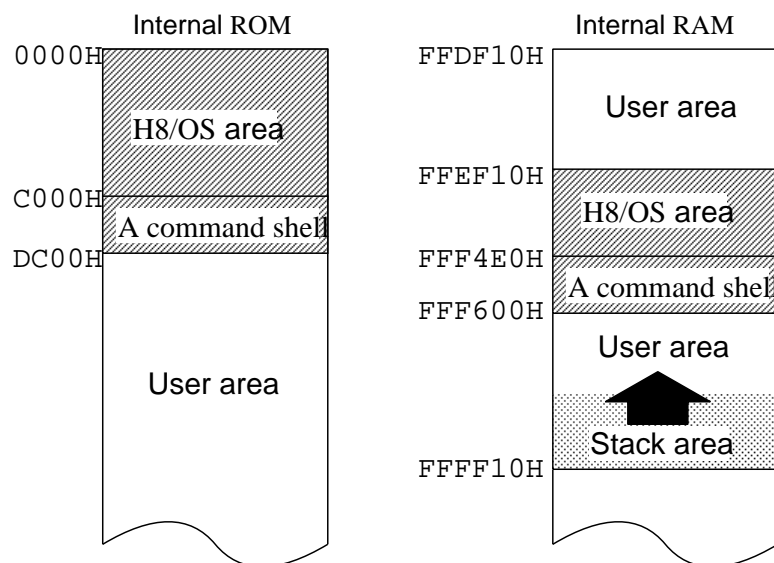 Internal ROM
0000H
H8/OS area
C000H
A command shell
DC00H
User area
Internal RAM
FFDF10H
User area
FFEF10H
H8/OS area
FFF4E0H
A command shel
FFF600H
User area
Stack area
FFFF10H